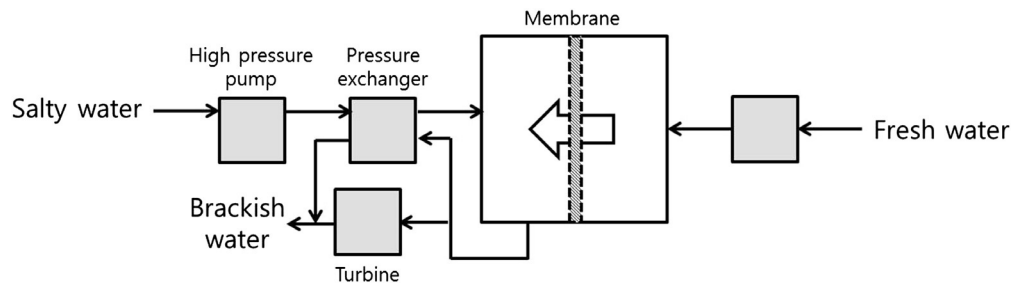 Membrane
High pressure
pump
Pressure
exchanger
Salty water
Fresh water
Brackish
water
Turbine